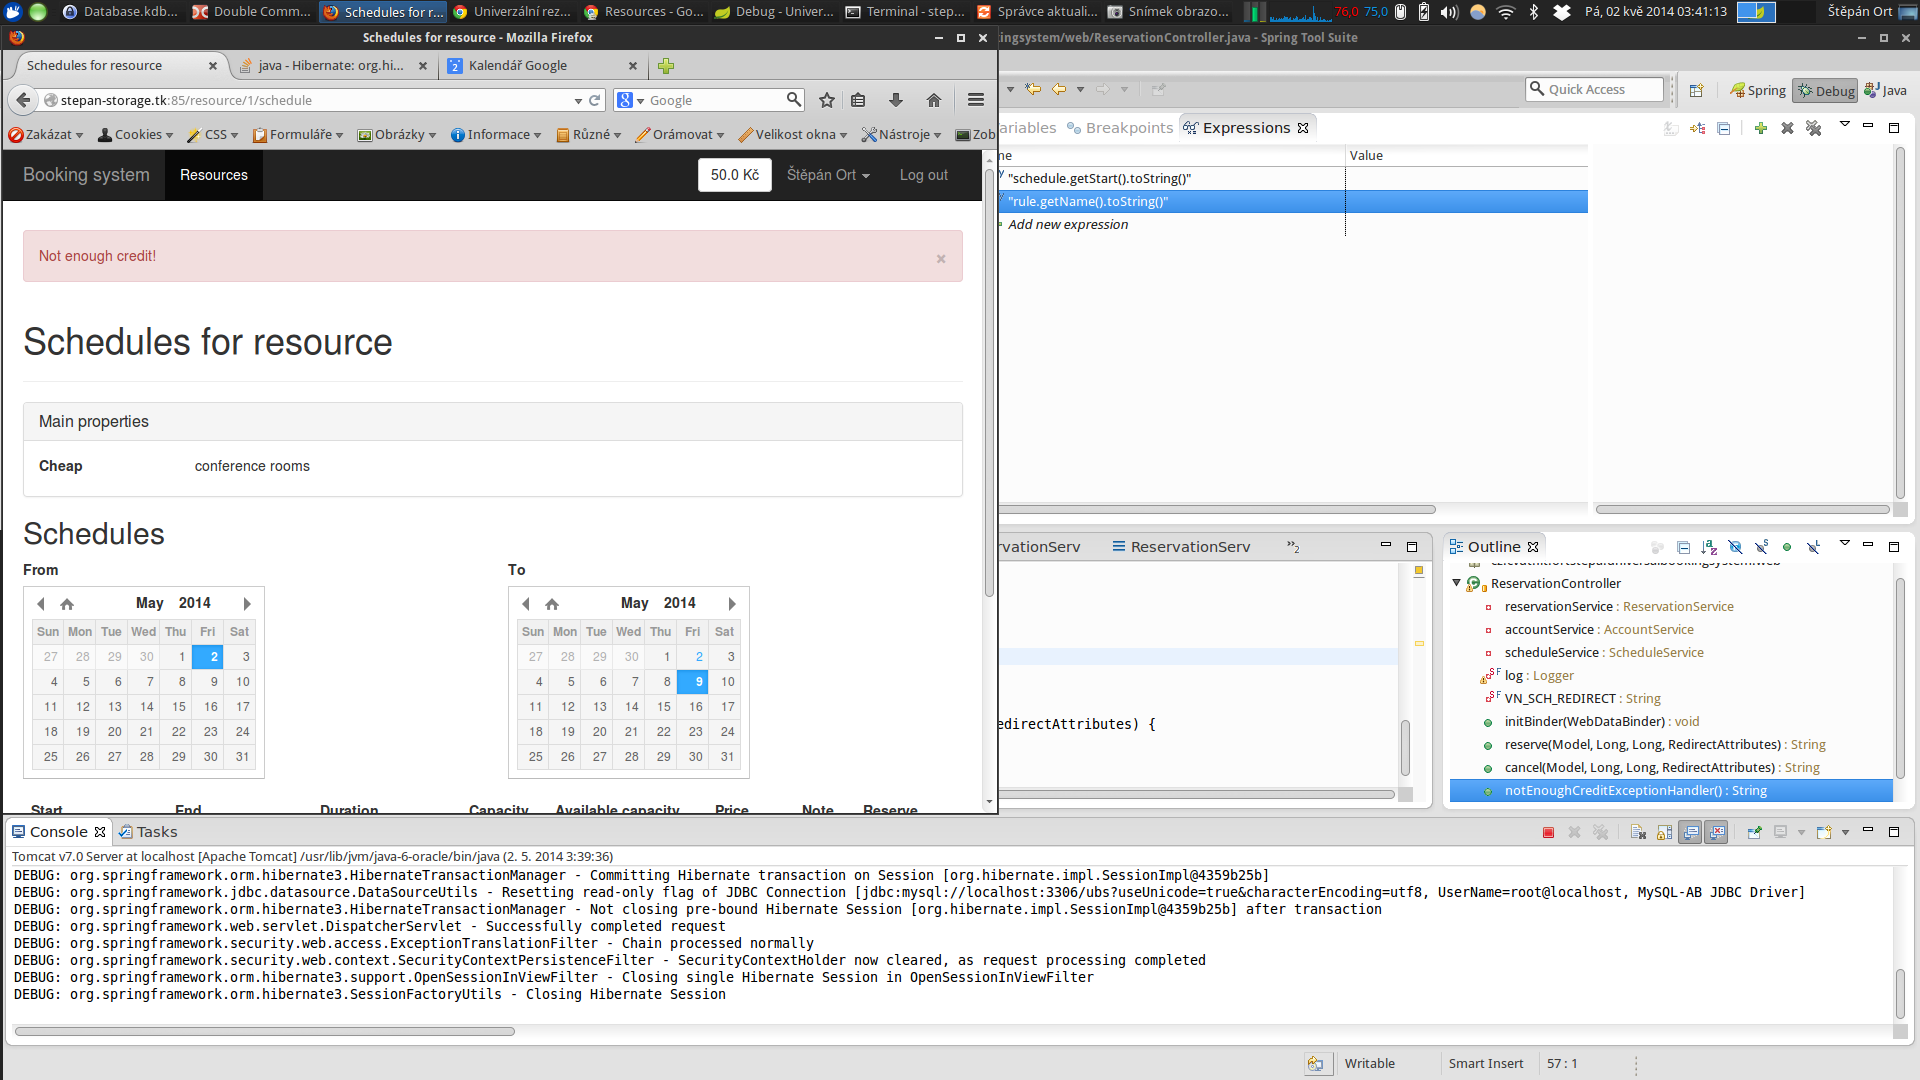 Database.kdb...
Double Comm...
Schedules for r...
Univerzální rez...
Resources - Go...
Debug - Univer...
Terminal - step...
Správce aktuali...
Snímek obrazo...
76,0 75,0
Pá, 02 kvě 2014 03:41:13
Štěpán Ort
Schedules for resource - Mozilla Firefox
ingsystem/web/ReservationController.java - Spring Tool Suite
Schedules for resource
java - Hibernate: org.hi...
2 Kalendář Google
stepan-storage.tk:85/resource/1/schedule
Google
Quick Access
Spring
Debug
Java
Zakázat
Cookies
CSS
Formuláře
Obrázky
Informace
Různé
Orámovat
Velikost okna
Nástroje
Zob
ariables
Breakpoints
Expressions
me
Value
"schedule.getStart().toString()"
"rule.getName().toString()"
Add new expression
Booking system
Resources
50.0 Kč
Štěpán Ort
Log out
Not enough credit!
×
Schedules for resource
Main properties
Cheap
conference rooms
Schedules
From
May 2014
Sun Mon Tue Wed Thu Fri Sat
27 28 29 30 1 2 3
4 5 6 7 8 9 10
11 12 13 14 15 16 17
18 19 20 21 22 23 24
25 26 27 28 29 30 31
To
May 2014
Sun Mon Tue Wed Thu Fri Sat
27 28 29 30 1 2 3
4 5 6 7 8 9 10
11 12 13 14 15 16 17
18 19 20 21 22 23 24
25 26 27 28 29 30 31
Start End Duration Capacity Available capacity Price Note Reserve
rvationServ
ReservationServ
»2
edirectAttributes) {
Outline
cz.cvut.fit.ortstepa.universalbookingsystem.web
ReservationController
reservationService : ReservationService
accountService : AccountService
scheduleService : ScheduleService
log : Logger
VN_SCH_REDIRECT : String
initBinder(WebDataBinder) : void
reserve(Model, Long, Long, RedirectAttributes) : String
cancel(Model, Long, Long, RedirectAttributes) : String
notEnoughCreditExceptionHandler() : String
Console
Tasks
Tomcat v7.0 Server at localhost [Apache Tomcat] /usr/lib/jvm/java-6-oracle/bin/java (2. 5. 2014 3:39:36)
DEBUG: org.springframework.orm.hibernate3.HibernateTransactionManager - Committing Hibernate transaction on Session [org.hibernate.impl.SessionImpl@4359b25b]
DEBUG: org.springframework.jdbc.datasource.DataSourceUtils - Resetting read-only flag of JDBC Connection [jdbc:mysql://localhost:3306/ubs?useUnicode=true&characterEncoding=utf8, UserName=root@localhost, MySQL-AB JDBC Driver]
DEBUG: org.springframework.orm.hibernate3.HibernateTransactionManager - Not closing pre-bound Hibernate Session [org.hibernate.impl.SessionImpl@4359b25b] after transaction
DEBUG: org.springframework.web.servlet.DispatcherServlet - Successfully completed request
DEBUG: org.springframework.security.web.access.ExceptionTranslationFilter - Chain processed normally
DEBUG: org.springframework.security.web.context.SecurityContextPersistenceFilter - SecurityContextHolder now cleared, as request processing completed
DEBUG: org.springframework.orm.hibernate3.support.OpenSessionInViewFilter - Closing single Hibernate Session in OpenSessionInViewFilter
DEBUG: org.springframework.orm.hibernate3.SessionFactoryUtils - Closing Hibernate Session
Writable
Smart Insert
57 : 1